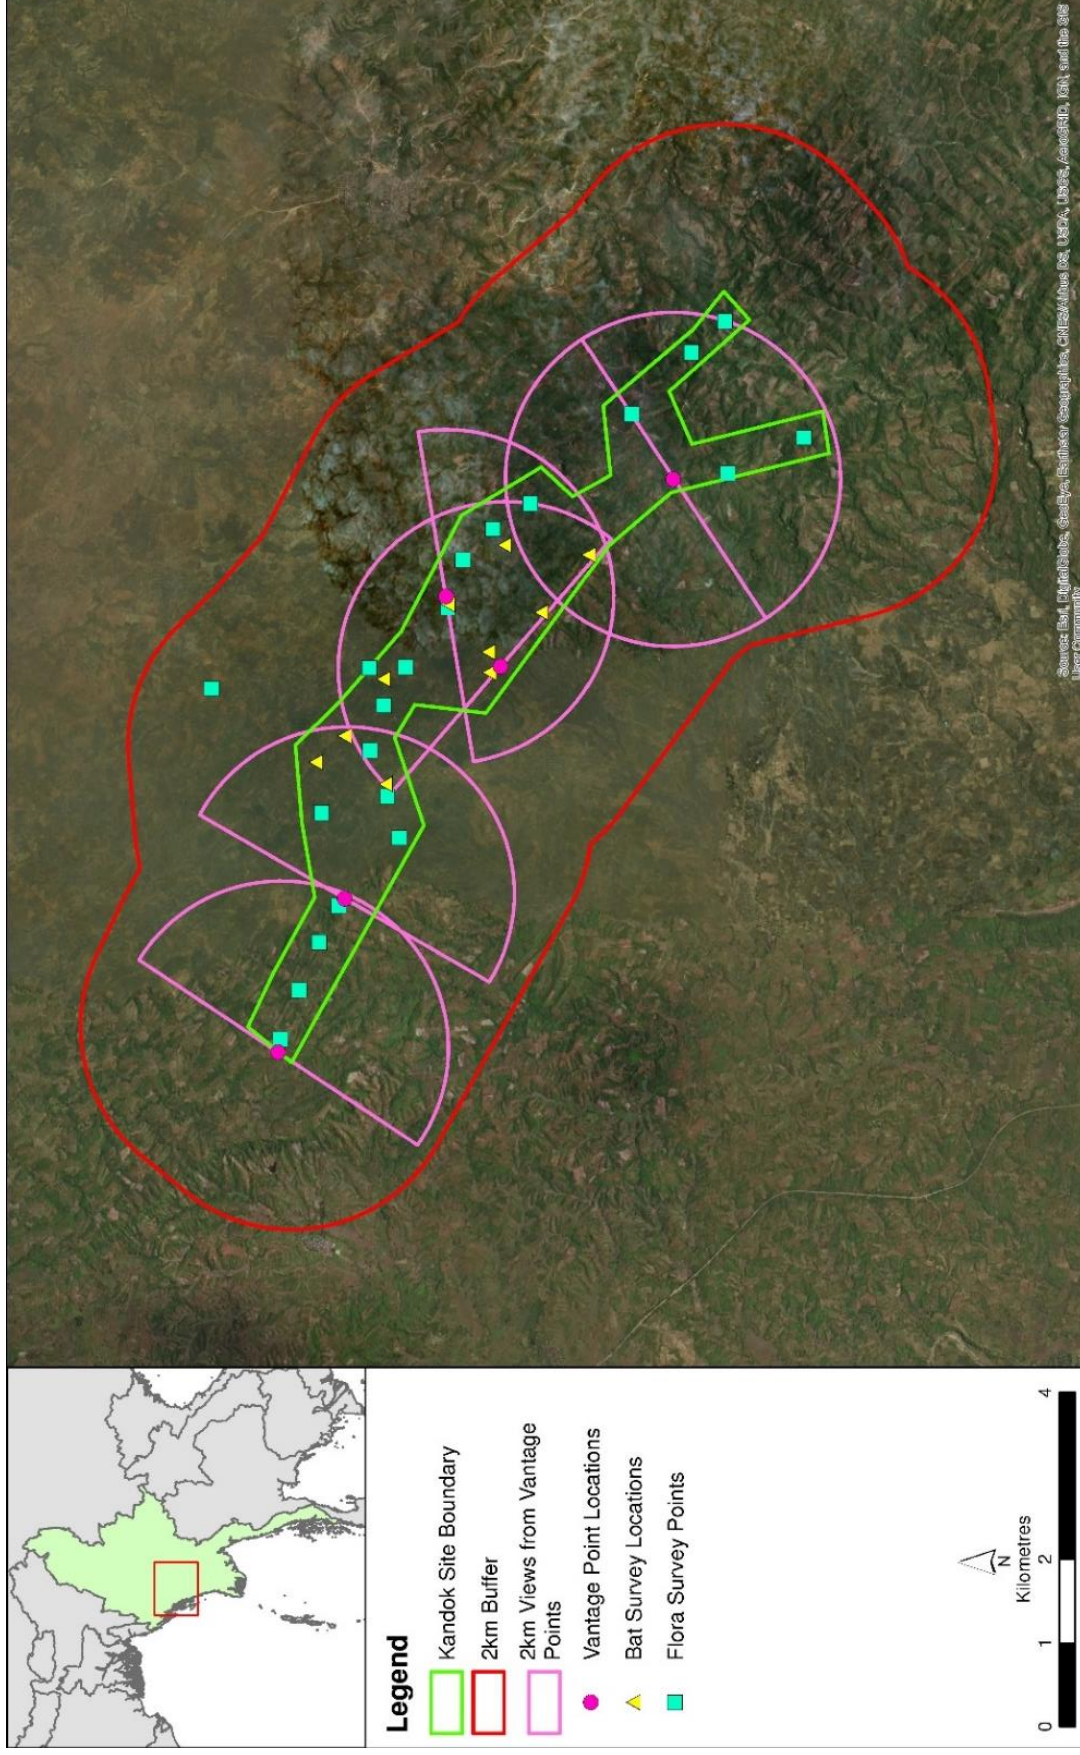 Legend
Kandok Site Boundary
2km Buffer
2km Views from Vantage
Points
Vantage Point Locations
Bat Survey Locations
Flora Survey Points
N
Kilometres
0 1 2 4
Source: Esri, DigitalGlobe, GeoEye, Earthstar Geographics, CNES/Airbus DS, USDA, USGS, AeroGRID, IGN, and the GIS
User Community